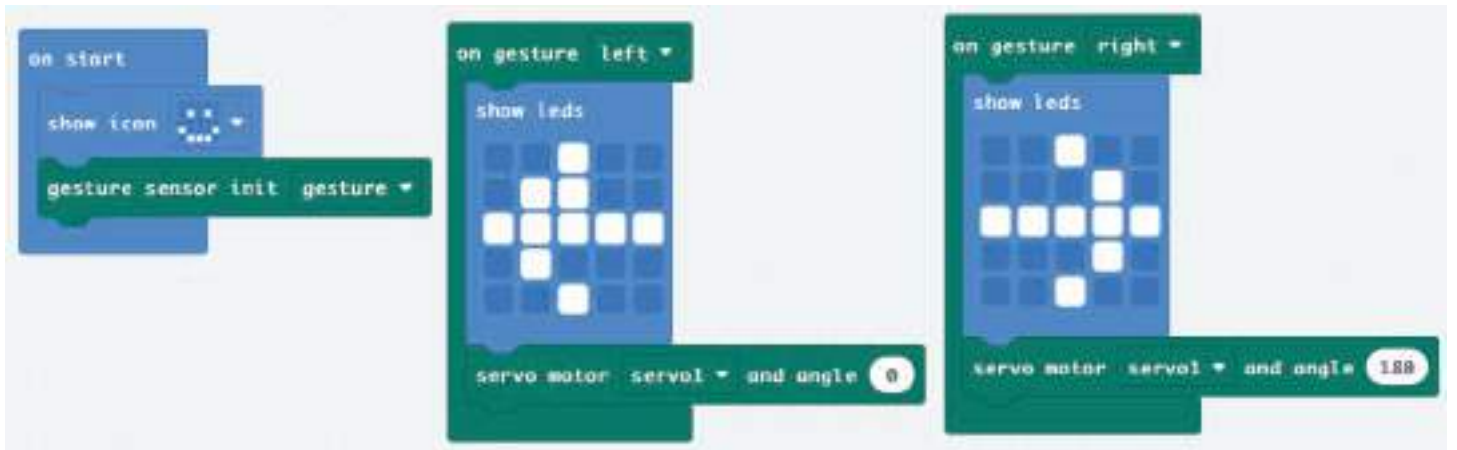 on start
show icon
gesture sensor init gesture
on gesture left
show leds
servo motor servo1 and angle 0
on gesture right
show leds
servo motor servo1 and angle 180